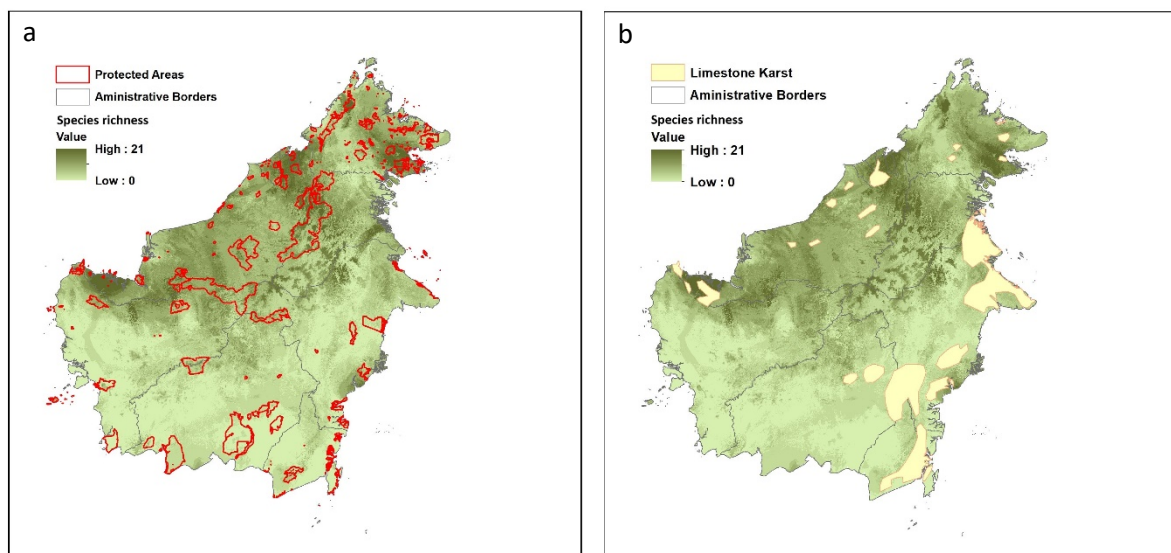 a
Protected Areas
Aministrative Borders
Species richness
Value
High : 21
Low : 0
b
Limestone Karst
Aministrative Borders
Species richness
Value
High : 21
Low : 0